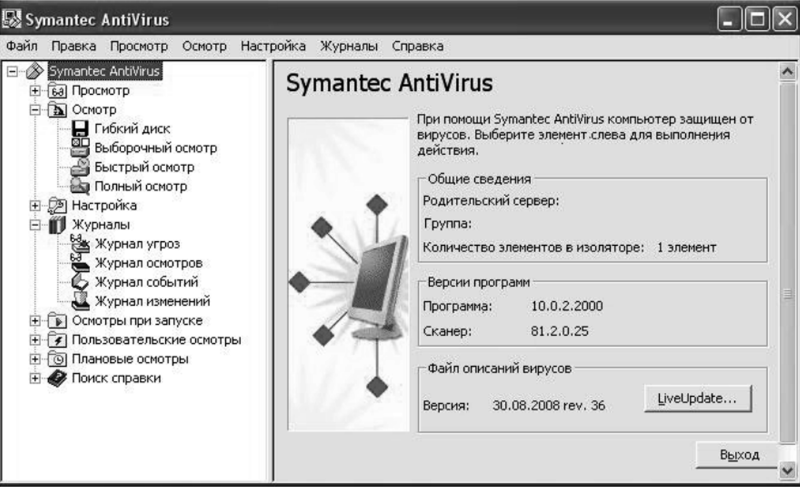 Symantec AntiVirus
Файл Правка Просмотр Осмотр Настройка Журналы Справка
Symantec AntiVirus
Просмотр
Осмотр
Гибкий диск
Выборочный осмотр
Быстрый осмотр
Полный осмотр
Настройка
Журналы
Журнал угроз
Журнал осмотров
Журнал событий
Журнал изменений
Осмотры при запуске
Пользовательские осмотры
Плановые осмотры
Поиск справки
Symantec AntiVirus
При помощи Symantec AntiVirus компьютер защищен от
вирусов. Выберите элемент слева для выполнения
действия.
Общие сведения
Родительский сервер:
Группа:
Количество элементов в изоляторе: 1 элемент
Версии программ
Программа: 10.0.2.2000
Сканер: 81.2.0.25
Файл описаний вирусов
Версия: 30.08.2008 rev. 36
LiveUpdate...
Выход